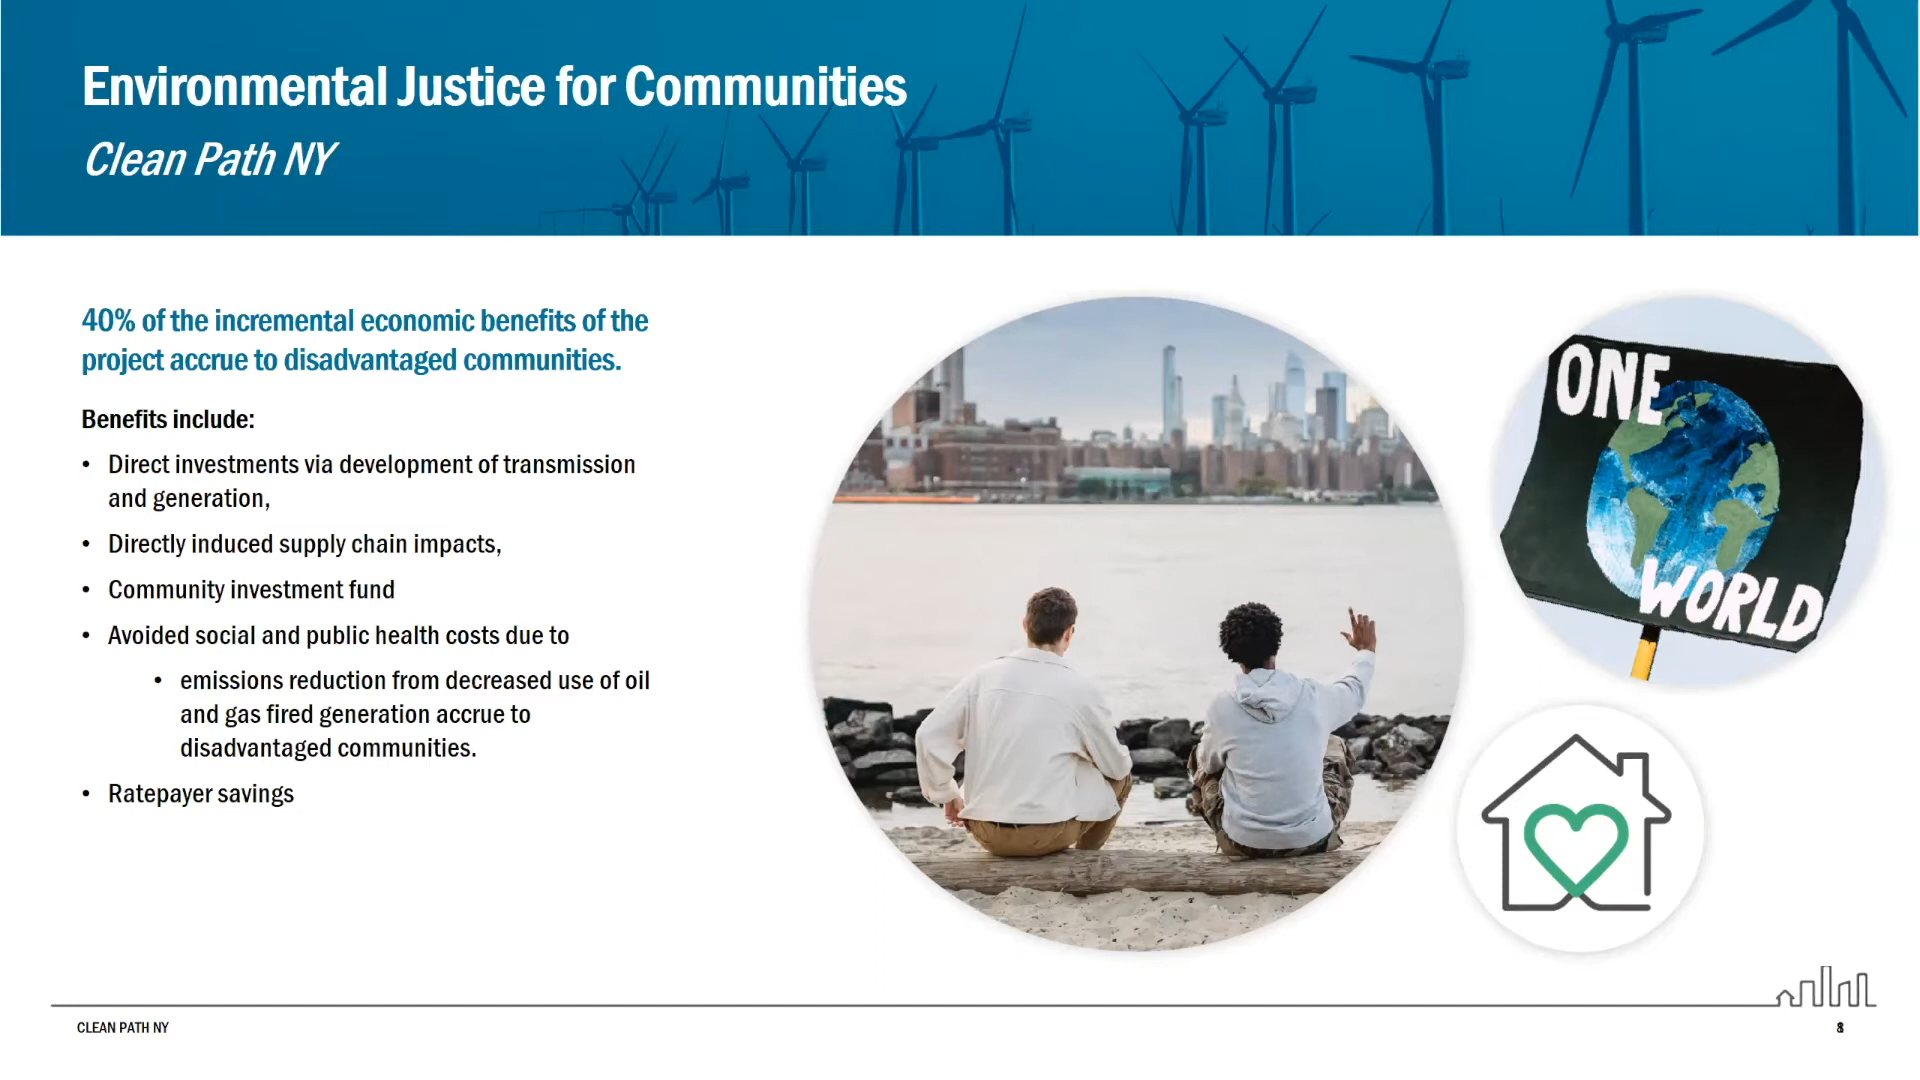 Environmental Justice for Communities
Clean Path NY
40% of the incremental economic benefits of the
project accrue to disadvantaged communities.
Benefits include:
• Direct investments via development of transmission
and generation,
• Directly induced supply chain impacts,
• Community investment fund
• Avoided social and public health costs due to
• emissions reduction from decreased use of oil
and gas fired generation accrue to
disadvantaged communities.
• Ratepayer savings
ONE
WORLD
CLEAN PATH NY